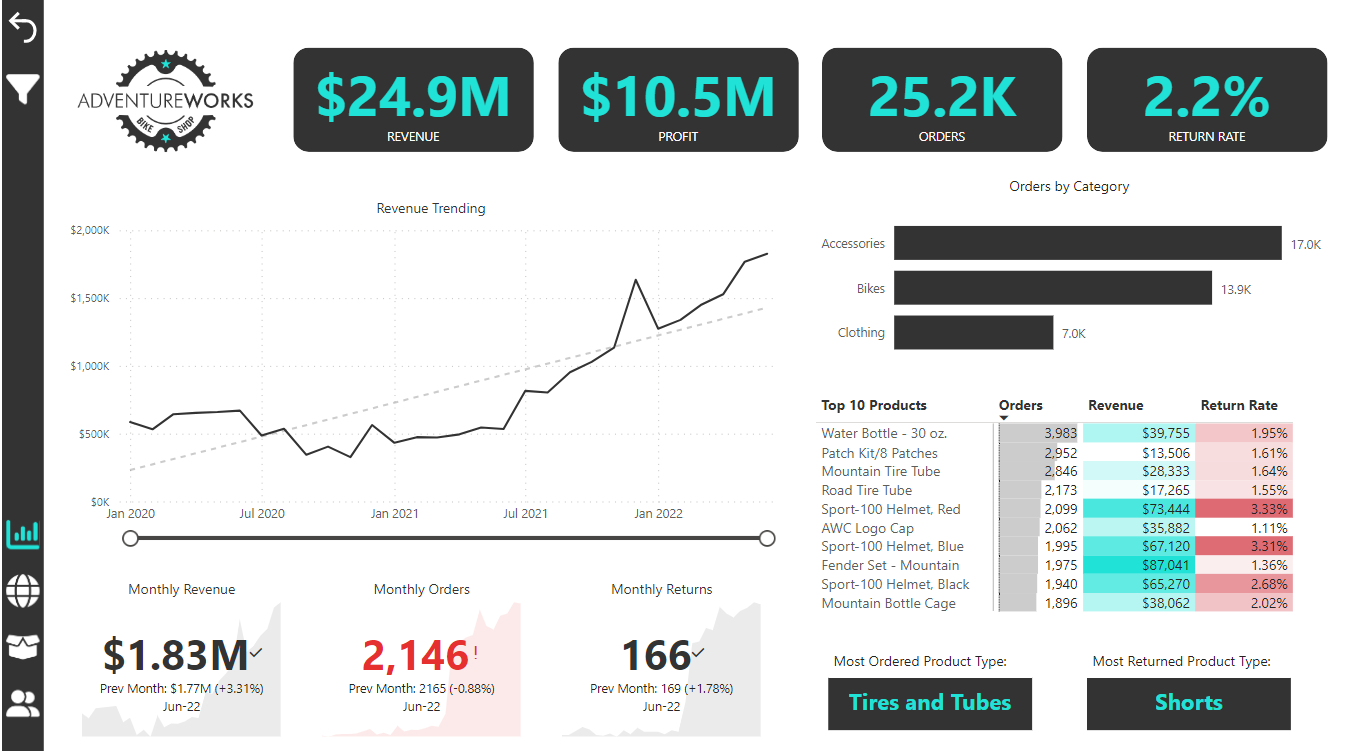 ADVENTUREWORKS
BIKE SHOP
$24.9M
REVENUE
$10.5M
PROFIT
25.2K
ORDERS
2.2%
RETURN RATE
Revenue Trending
$2,000K
$1,500K
$1,000K
$500K
$0K
Jan 2020 Jul 2020 Jan 2021 Jul 2021 Jan 2022
Orders by Category
Accessories 17.0K
Bikes 13.9K
Clothing 7.0K
Top 10 Products Orders Revenue Return Rate
Water Bottle - 30 oz. 3,983 $39,755 1.95%
Patch Kit/8 Patches 2,952 $13,506 1.61%
Mountain Tire Tube 2,846 $28,333 1.64%
Road Tire Tube 2,173 $17,265 1.55%
Sport-100 Helmet, Red 2,099 $73,444 3.33%
AWC Logo Cap 2,062 $35,882 1.11%
Sport-100 Helmet, Blue 1,995 $67,120 3.31%
Fender Set - Mountain 1,975 $87,041 1.36%
Sport-100 Helmet, Black 1,940 $65,270 2.68%
Mountain Bottle Cage 1,896 $38,062 2.02%
Monthly Revenue
$1.83M
Prev Month: $1.77M (+3.31%)
Jun-22
Monthly Orders
2,146!
Prev Month: 2165 (-0.88%)
Jun-22
Monthly Returns
166
Prev Month: 169 (+1.78%)
Jun-22
Most Ordered Product Type:
Tires and Tubes
Most Returned Product Type:
Shorts